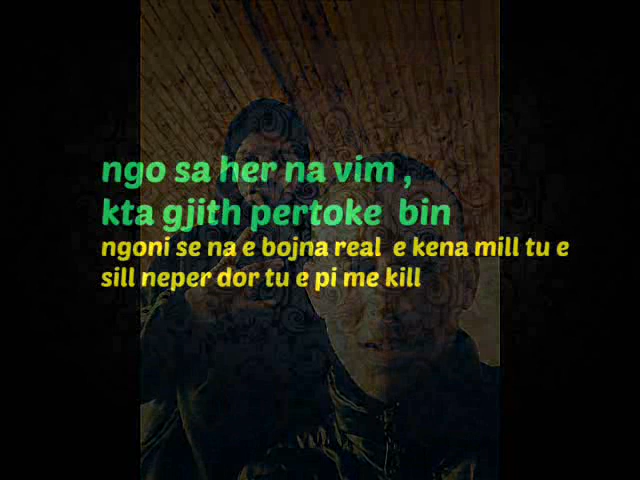 ngo sa her na vim ,
kta gjith pertoke bin
ngoni se na e bojna real e kena mill tu e
sill neper dor tu e pi me kill